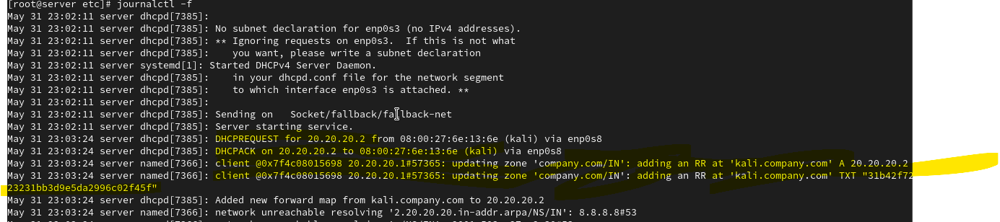 [root@server etc]# journalctl -f
May 31 23:02:11 server dhcpd[7385]:
May 31 23:02:11 server dhcpd[7385]: No subnet declaration for enp0s3 (no IPv4 addresses).
May 31 23:02:11 server dhcpd[7385]: ** Ignoring requests on enp0s3.  If this is not what
May 31 23:02:11 server dhcpd[7385]:    you want, please write a subnet declaration
May 31 23:02:11 server systemd[1]: Started DHCPv4 Server Daemon.
May 31 23:02:11 server dhcpd[7385]:    in your dhcpd.conf file for the network segment
May 31 23:02:11 server dhcpd[7385]:    to which interface enp0s3 is attached. **
May 31 23:02:11 server dhcpd[7385]:
May 31 23:02:11 server dhcpd[7385]: Sending on   Socket/fallback/fallback-net
May 31 23:02:11 server dhcpd[7385]: Server starting service.
May 31 23:03:24 server dhcpd[7385]: DHCPREQUEST for 20.20.20.2 from 08:00:27:6e:13:6e (kali) via enp0s8
May 31 23:03:24 server dhcpd[7385]: DHCPACK on 20.20.20.2 to 08:00:27:6e:13:6e (kali) via enp0s8
May 31 23:03:24 server named[7366]: client @0x7f4c08015698 20.20.20.1#57365: updating zone 'company.com/IN': adding an RR at 'kali.company.com' A 20.20.20.2
May 31 23:03:24 server named[7366]: client @0x7f4c08015698 20.20.20.1#57365: updating zone 'company.com/IN': adding an RR at 'kali.company.com' TXT "31b42f72
23231bb3d9e5da2996c02f45f"
May 31 23:03:24 server dhcpd[7385]: Added new forward map from kali.company.com to 20.20.20.2
May 31 23:03:24 server named[7366]: network unreachable resolving '2.20.20.20.in-addr.arpa/NS/IN': 8.8.8.8#53